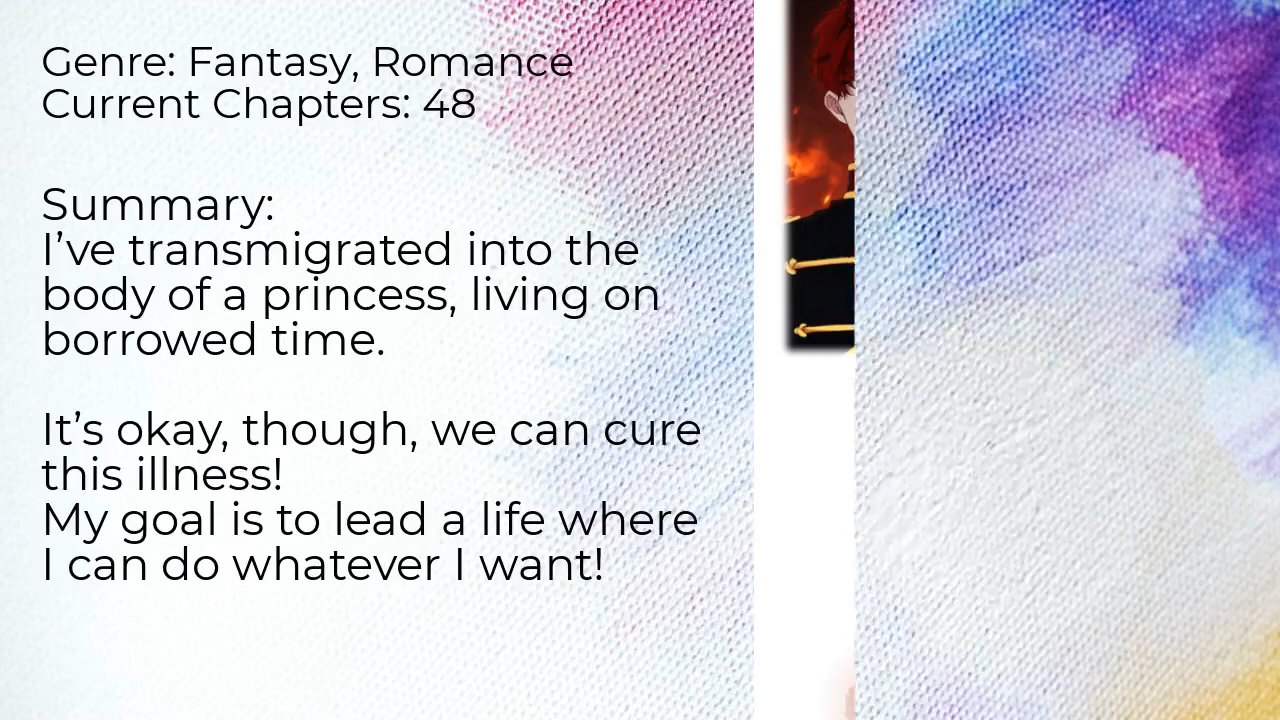 Genre: Fantasy, Romance
Current Chapters: 48
Summary:
I’ve transmigrated into the
body of a princess, living on
borrowed time.
It’s okay, though, we can cure
this illness!
My goal is to lead a life where
I can do whatever I want!